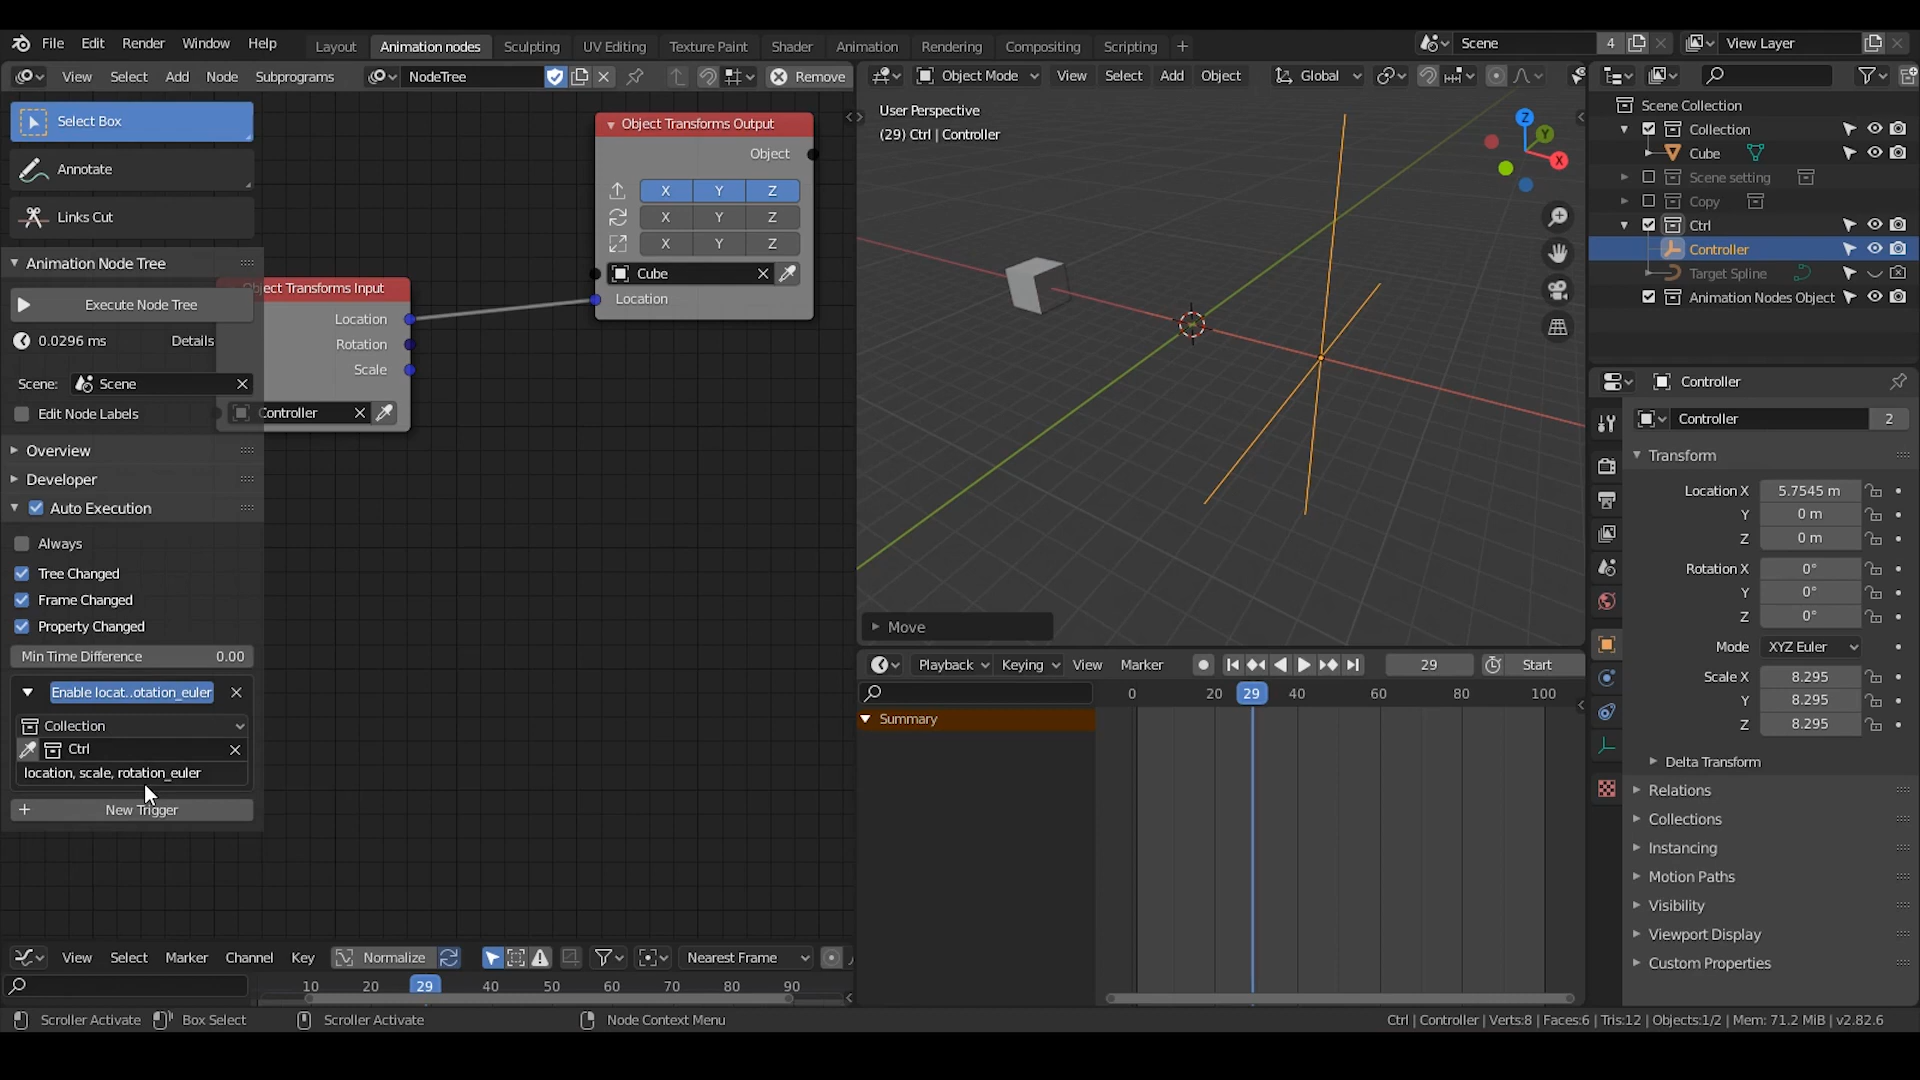 File Edit Render Window Help Layout Animation nodes Sculpting UV Editing Texture Paint Shader Animation Rendering Compositing Scripting Scene 4 View Layer
View Select Add Node Subprograms NodeTree Remove
Object Mode View Select Add Object Global
Select Box
Annotate
Links Cut
Animation Node Tree
Execute Node Tree
0.0296 ms Details
Scene: Scene
Edit Node Labels
Overview
Developer
Auto Execution
Always
Tree Changed
Frame Changed
Property Changed
Min Time Difference 0.00
Enable locat..otation_euler
Collection
Ctrl
location, scale, rotation_euler
New Trigger
ject Transforms Input
Location
Rotation
Scale
Controller
Object Transforms Output
Object
X Y Z
X Y Z
X Y Z
Cube
Location
User Perspective
(29) Ctrl | Controller
Z
Y
X
Move
Playback Keying View Marker 29 Start
0 20 29 40 60 80 100
Summary
Scene Collection
Collection
Cube
Scene setting
Copy
Ctrl
Controller
Target Spline
Animation Nodes Object
Controller
Controller 2
Transform
Location X 5.7545 m
Y 0 m
Z 0 m
Rotation X 0°
Y 0°
Z 0°
Mode XYZ Euler
Scale X 8.295
Y 8.295
Z 8.295
Delta Transform
Relations
Collections
Instancing
Motion Paths
Visibility
Viewport Display
Custom Properties
View Select Marker Channel Key Normalize Nearest Frame
10 20 29 40 50 60 70 80 90
Scroller Activate Box Select Scroller Activate Node Context Menu
Ctrl | Controller | Verts:8 | Faces:6 | Tris:12 | Objects:1/2 | Mem: 71.2 MiB | v2.82.6